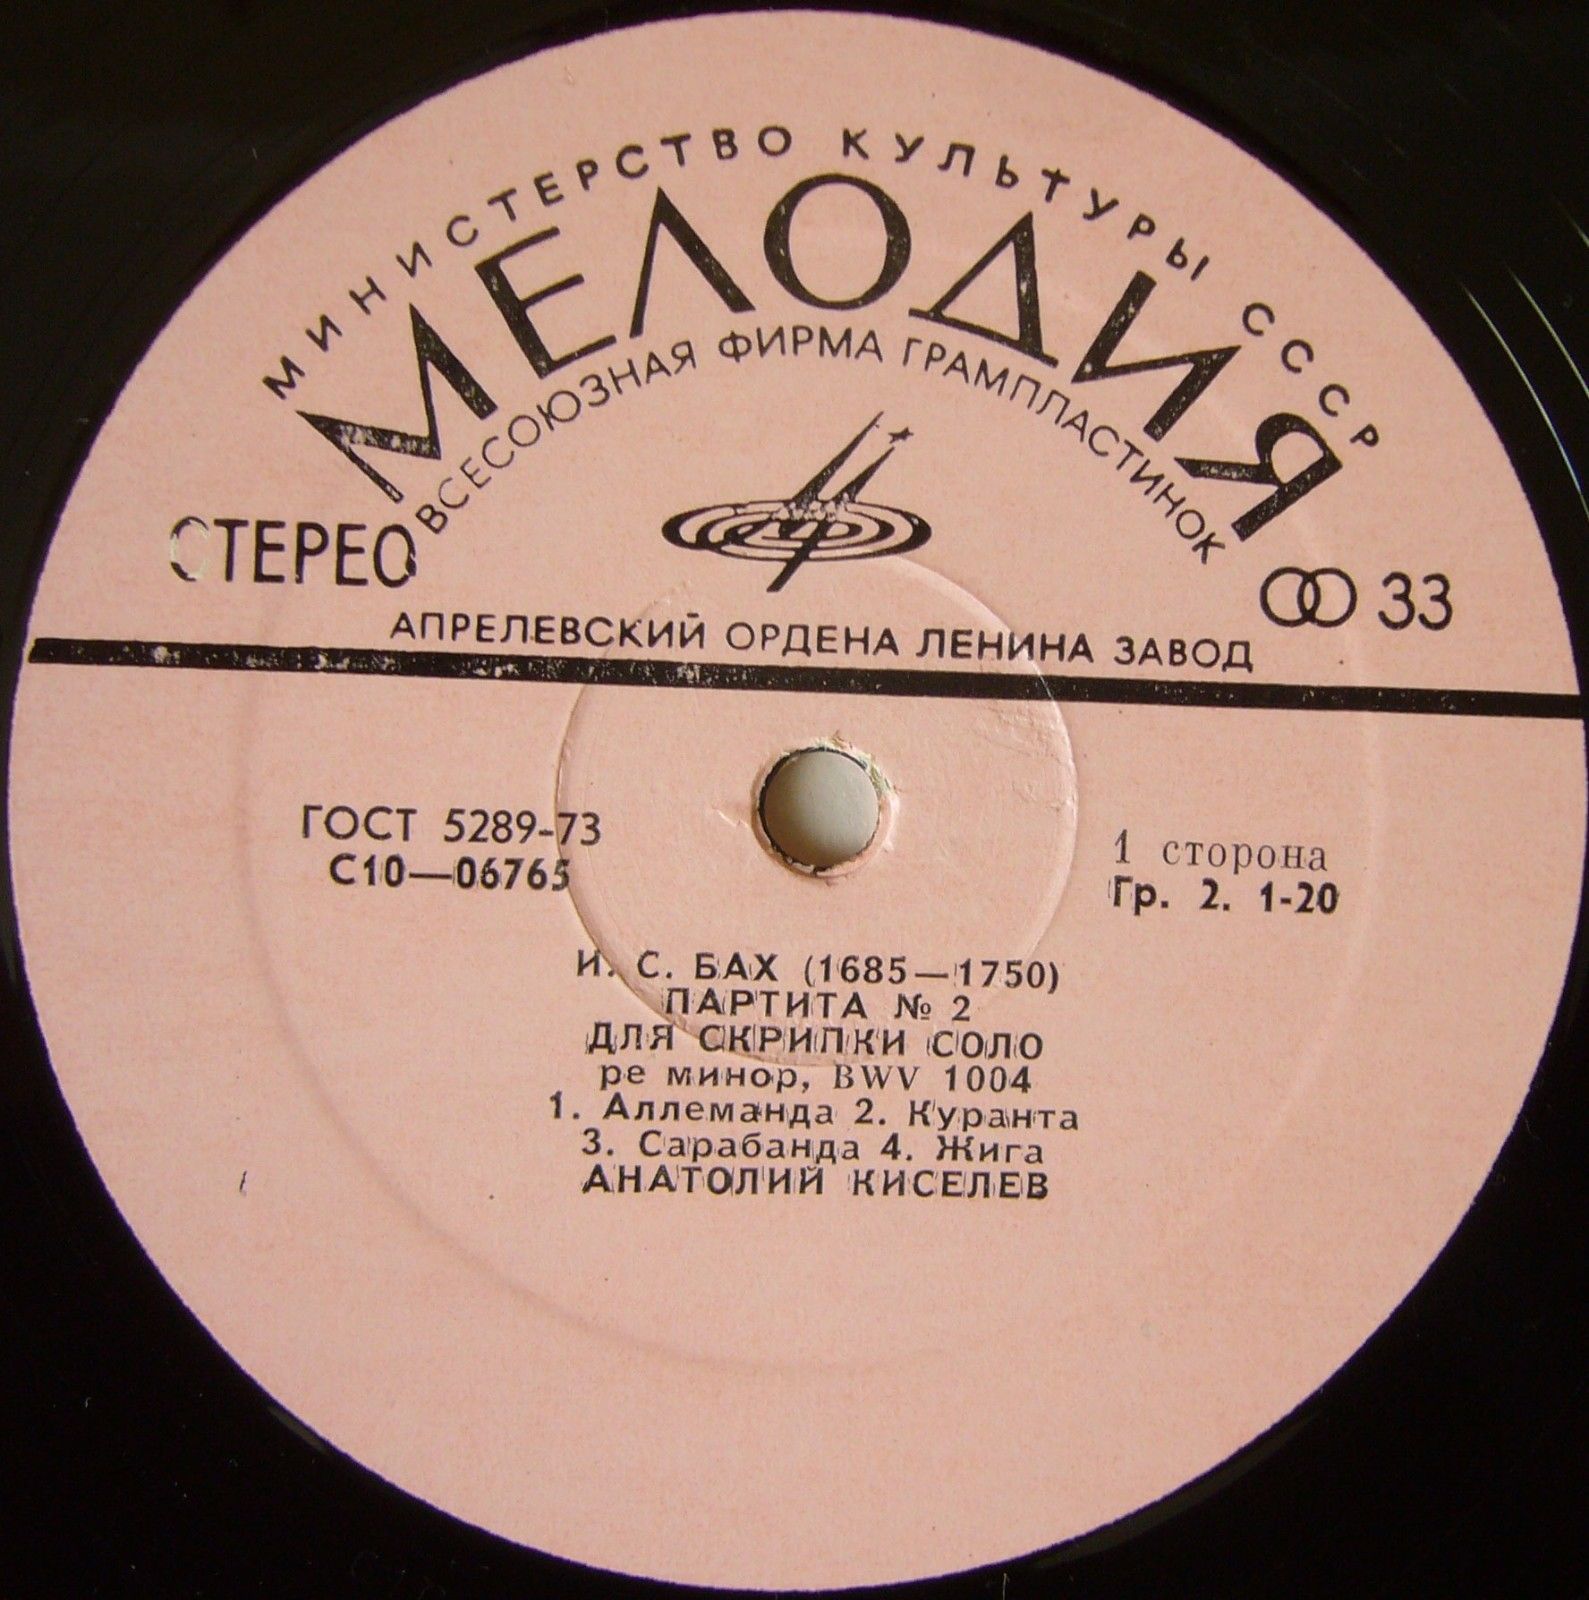 МИНИСТЕРСТВО КУЛЬТУРЫ СССР
МЕЛОДИЯ
ВСЕСОЮЗНАЯ ФИРМА ГРАМПЛАСТИНОК
СТЕРЕО
33
АПРЕЛЕВСКИЙ ОРДЕНА ЛЕНИНА ЗАВОД
ГОСТ 5289-73
С10—06765
1 сторона
Гр. 2. 1-20
И. С. БАХ (1685—1750)
ПАРТИТА № 2
ДЛЯ СКРИПКИ СОЛО
ре минор, BWV 1004
1. Аллеманда 2. Куранта
3. Сарабанда 4. Жига
АНАТОЛИЙ КИСЕЛЕВ